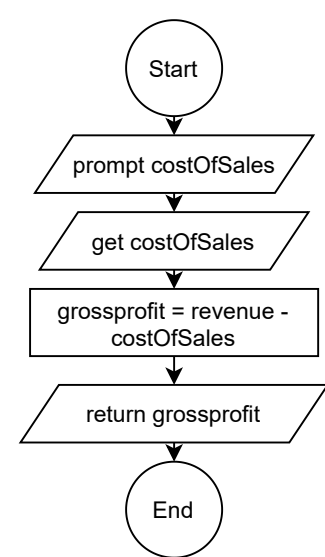 Start
prompt costOfSales
get costOfSales
grossprofit = revenue -
costOfSales
return grossprofit
End